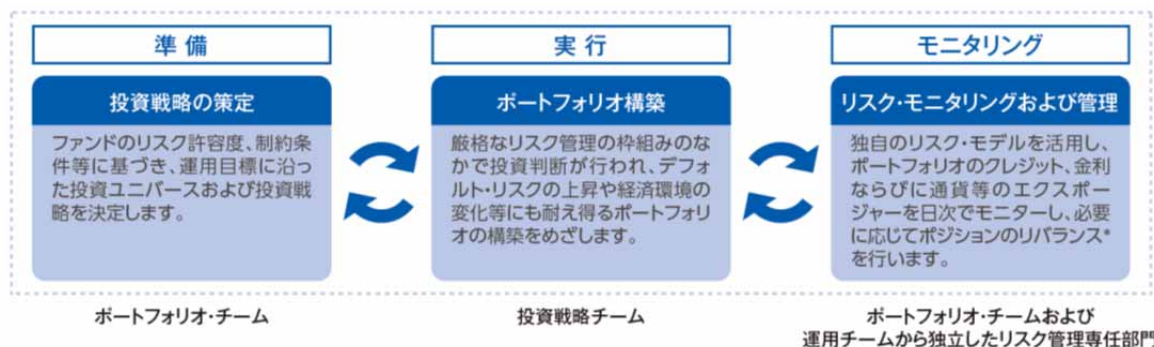 準備
投資戦略の策定
ファンドのリスク許容度、制約条
件等に基づき、運用目標に沿っ
た投資ユニバースおよび投資戦
略を決定します。
ポートフォリオ・チーム
実行
ポートフォリオ構築
厳格なリスク管理の枠組みのな
かで投資判断が行われ、デフォ
ルト・リスクの上昇や経済環境の
変化等にも耐え得るポートフォリ
オの構築をめざします。
投資戦略チーム
モニタリング
リスク・モニタリングおよび管理
独自のリスク・モデルを活用し、
ポートフォリオのクレジット、金利
ならびに通貨等のエクスポー
ジャーを日次でモニターし、必要
に応じてポジションのリバランス*
を行います。
ポートフォリオ・チームおよび
運用チームから独立したリスク管理専任部門